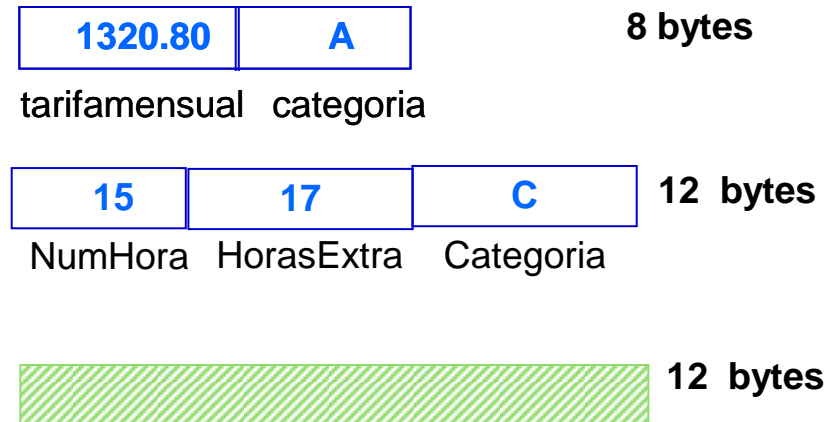 1320.80 A 8 bytes
tarifamensual categoria
15 17 C 12 bytes
NumHora HorasExtra Categoria
12 bytes